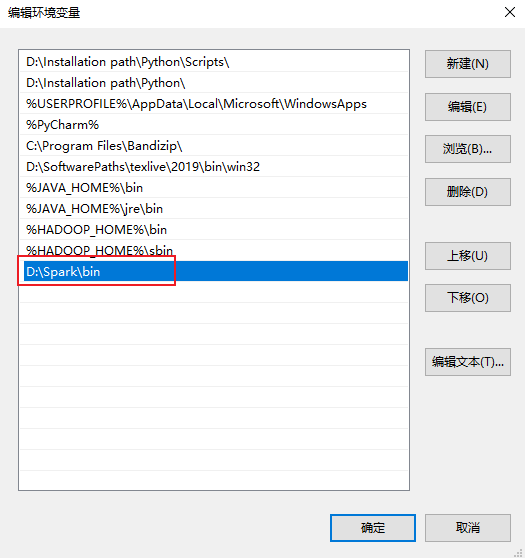 编辑环境变量
D:\Installation path\Python\Scripts\
D:\Installation path\Python\
%USERPROFILE%\AppData\Local\Microsoft\WindowsApps
%PyCharm%
C:\Program Files\Bandizip\
D:\SoftwarePaths\texlive\2019\bin\win32
%JAVA_HOME%\bin
%JAVA_HOME%\jre\bin
%HADOOP_HOME%\bin
%HADOOP_HOME%\sbin
D:\Spark\bin
新建(N)
编辑(E)
浏览(B)...
删除(D)
上移(U)
下移(O)
编辑文本(T)...
确定
取消